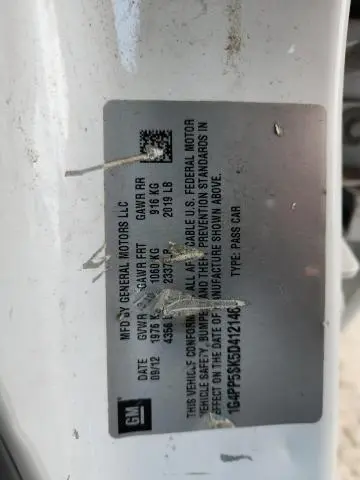 GM
MFD BY GENERAL MOTORS LLC
DATE GVWR GAWR FRT GAWR RR
09/12 1976 KG 1060 KG 916 KG
4356 LB 2337 LB 2019 LB
THIS VEHICLE CONFORMS TO ALL APPLICABLE U.S. FEDERAL MOTOR
VEHICLE SAFETY, BUMPER, AND THEFT PREVENTION STANDARDS IN
EFFECT ON THE DATE OF MANUFACTURE SHOWN ABOVE.
1G4PP5SK5D412146 TYPE: PASS CAR